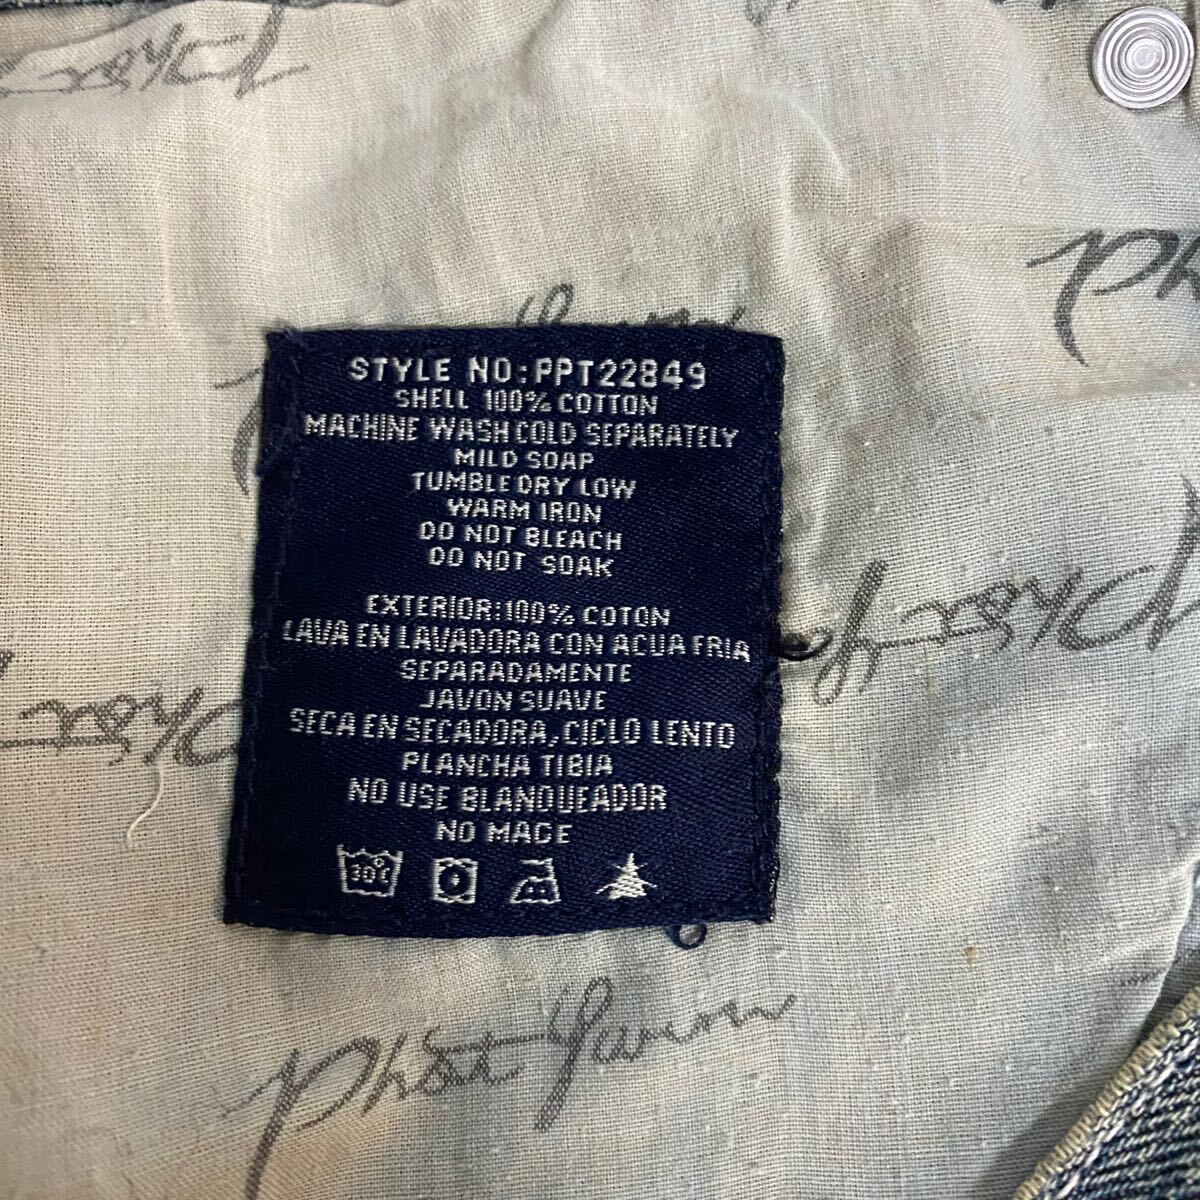 STYLE NO:PPT22849
SHELL 100% COTTON
MACHINE WASH COLD SEPARATELY
MILD SOAP
TUMBLE DRY LOW
WARM IRON
DO NOT BLEACH
DO NOT SOAK
EXTERIOR:100% COTON
LAVA EN LAVADORA CON ACUA FRIA
SEPARADAMENTE
JAVON SUAVE
SECA EN SECADORA, CICLO LENTO
PLANCHA TIBIA
NO USE BLANQUEADOR
NO MAGE
30°C
Phat